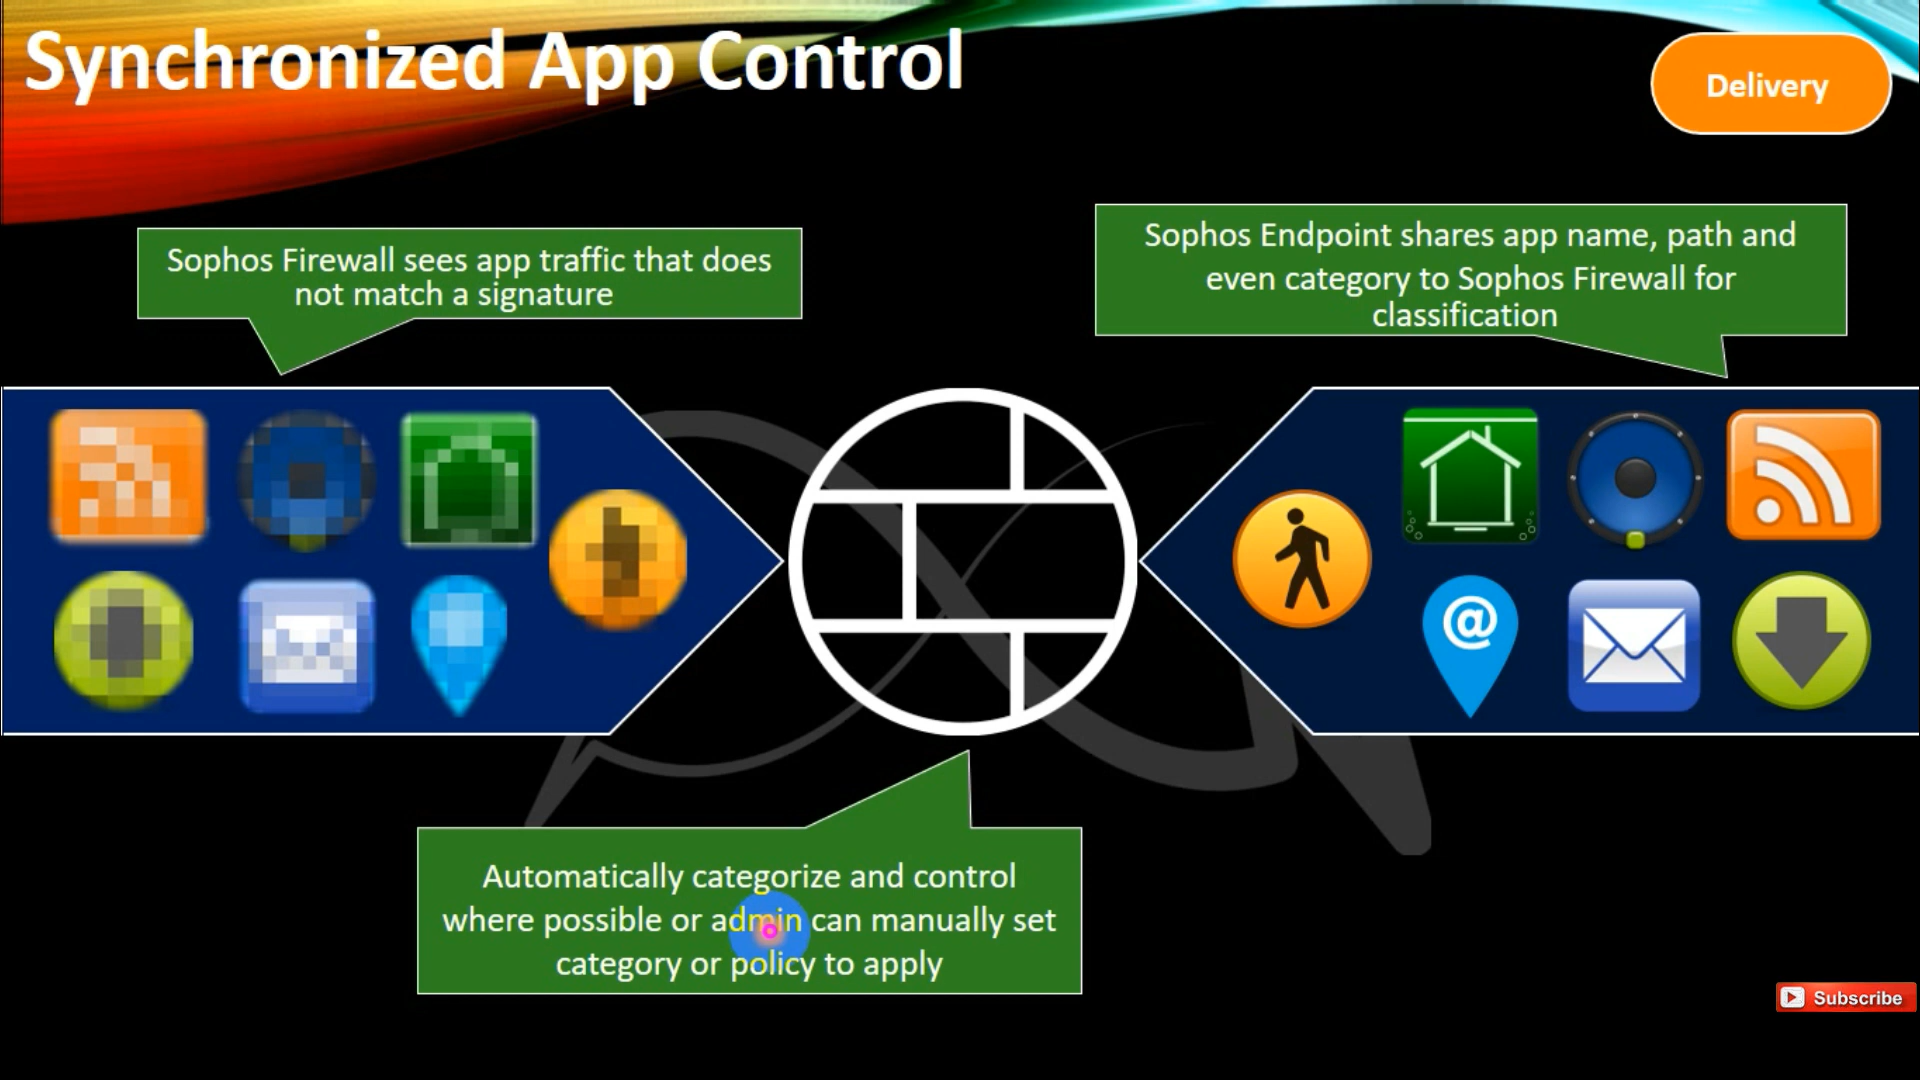 Synchronized App Control
Delivery
Sophos Firewall sees app traffic that does
not match a signature
Sophos Endpoint shares app name, path and
even category to Sophos Firewall for
classification
@
Automatically categorize and control
where possible or admin can manually set
category or policy to apply
Subscribe